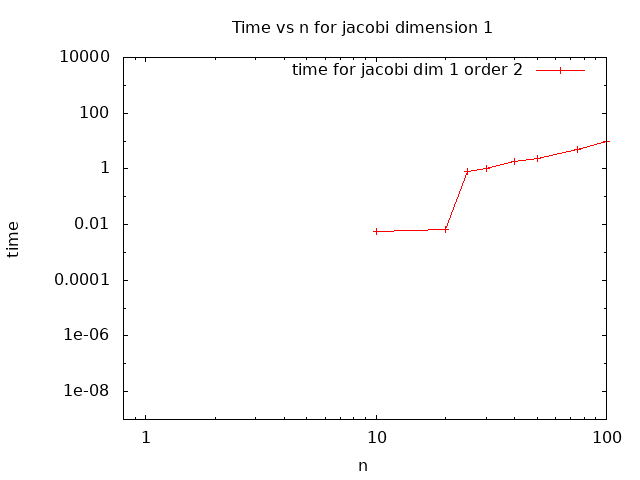 Time vs n for jacobi dimension 1
time for jacobi dim 1 order 2
10000
100
1
0.01
0.0001
1e-06
1e-08
time
1 10 100
n